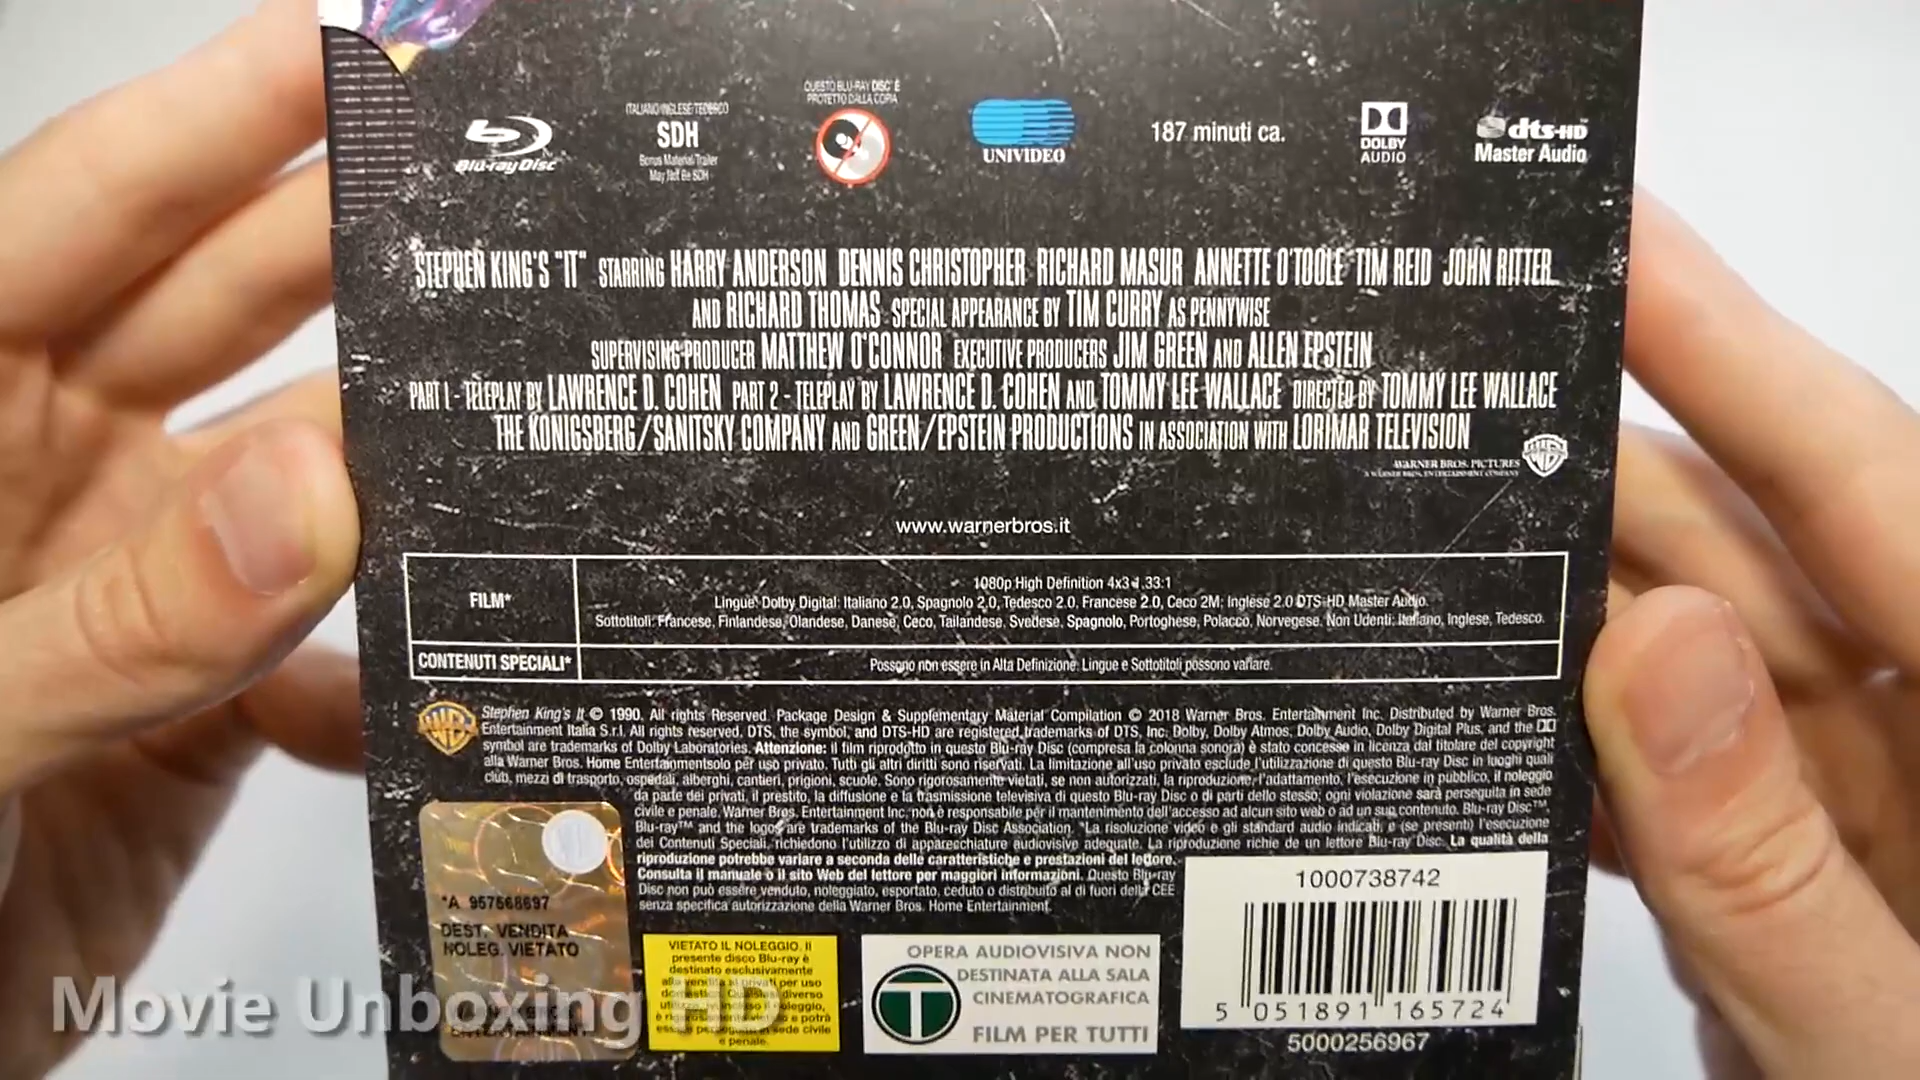 QUESTO BLU-RAY DISC È
PROTETTO DALLA COPIA
ITALIANO/INGLESE/TEDESCO
SDH
Bonus Material/Trailer
May Not Be SDH
Blu-ray Disc
UNIVIDEO
187 minuti ca.
DOLBY
AUDIO
dts-HD
Master Audio
STEPHEN KING'S "IT" STARRING HARRY ANDERSON DENNIS CHRISTOPHER RICHARD MASUR ANNETTE O'TOOLE TIM REID JOHN RITTER
AND RICHARD THOMAS SPECIAL APPEARANCE BY TIM CURRY AS PENNYWISE
SUPERVISING PRODUCER MATTHEW O'CONNOR EXECUTIVE PRODUCERS JIM GREEN AND ALLEN EPSTEIN
PART 1 - TELEPLAY BY LAWRENCE D. COHEN PART 2 - TELEPLAY BY LAWRENCE D. COHEN AND TOMMY LEE WALLACE DIRECTED BY TOMMY LEE WALLACE
THE KONIGSBERG/SANITSKY COMPANY AND GREEN/EPSTEIN PRODUCTIONS IN ASSOCIATION WITH LORIMAR TELEVISION
WARNER BROS. PICTURES
A WARNER BROS. ENTERTAINMENT COMPANY
www.warnerbros.it
FILM*
1080p High Definition 4x3 1.33:1
Lingue: Dolby Digital: Italiano 2.0, Spagnolo 2.0, Tedesco 2.0, Francese 2.0, Ceco 2M; Inglese 2.0 DTS-HD Master Audio.
Sottotitoli: Francese, Finlandese, Olandese, Danese, Ceco, Tailandese, Svedese, Spagnolo, Portoghese, Polacco, Norvegese. Non Udenti: Italiano, Inglese, Tedesco.
CONTENUTI SPECIALI*
Possono non essere in Alta Definizione. Lingue e Sottotitoli possono variare.
Stephen King's It © 1990. All rights Reserved. Package Design & Supplementary Material Compilation © 2018 Warner Bros. Entertainment Inc. Distributed by Warner Bros.
Entertainment Italia S.r.l. All rights reserved. DTS, the symbol, and DTS-HD are registered trademarks of DTS, Inc. Dolby, Dolby Atmos, Dolby Audio, Dolby Digital Plus, and the
symbol are trademarks of Dolby Laboratories. Attenzione: il film riprodotto in questo Blu-ray Disc (compresa la colonna sonora) è stato concesso in licenza dal titolare del copyright
alla Warner Bros. Home Entertainmentsolo per uso privato. Tutti gli altri diritti sono riservati. La limitazione all'uso privato esclude l'utilizzazione di questo Blu-ray Disc in luoghi quali
club, mezzi di trasporto, ospedali, alberghi, cantieri, prigioni, scuole. Sono rigorosamente vietati, se non autorizzati, la riproduzione, l'adattamento, l'esecuzione in pubblico, il noleggio
da parte dei privati, il prestito, la diffusione e la trasmissione televisiva di questo Blu-ray Disc o di parti dello stesso; ogni violazione sarà perseguita in sede
civile e penale. Warner Bros. Entertainment Inc. non è responsabile per il mantenimento dell'accesso ad alcun sito web o ad un suo contenuto. Blu-ray Disc™,
Blu-ray™ and the logos are trademarks of the Blu-ray Disc Association. *La risoluzione video e gli standard audio indicati, e (se presenti) l'esecuzione
dei Contenuti Speciali, richiedono l'utilizzo di apparecchiature audiovisive adeguate. La riproduzione richie de un lettore Blu-ray Disc. La qualità della
riproduzione potrebbe variare a seconda delle caratteristiche e prestazioni del lettore.
Consulta il manuale o il sito Web del lettore per maggiori informazioni. Questo Blu-ray
Disc non può essere venduto, noleggiato, esportato, ceduto o distribuito al di fuori della CEE
senza specifica autorizzazione della Warner Bros. Home Entertainment.
*A 957568697
DEST. VENDITA
NOLEG. VIETATO
VIETATO IL NOLEGGIO. Il
presente disco Blu-ray è
destinato esclusivamente
alla vendita ai privati per uso
e penale.
T
OPERA AUDIOVISIVA NON
DESTINATA ALLA SALA
CINEMATOGRAFICA
FILM PER TUTTI
1000738742
5 051891 165724
5000256967
Movie Unboxing HD